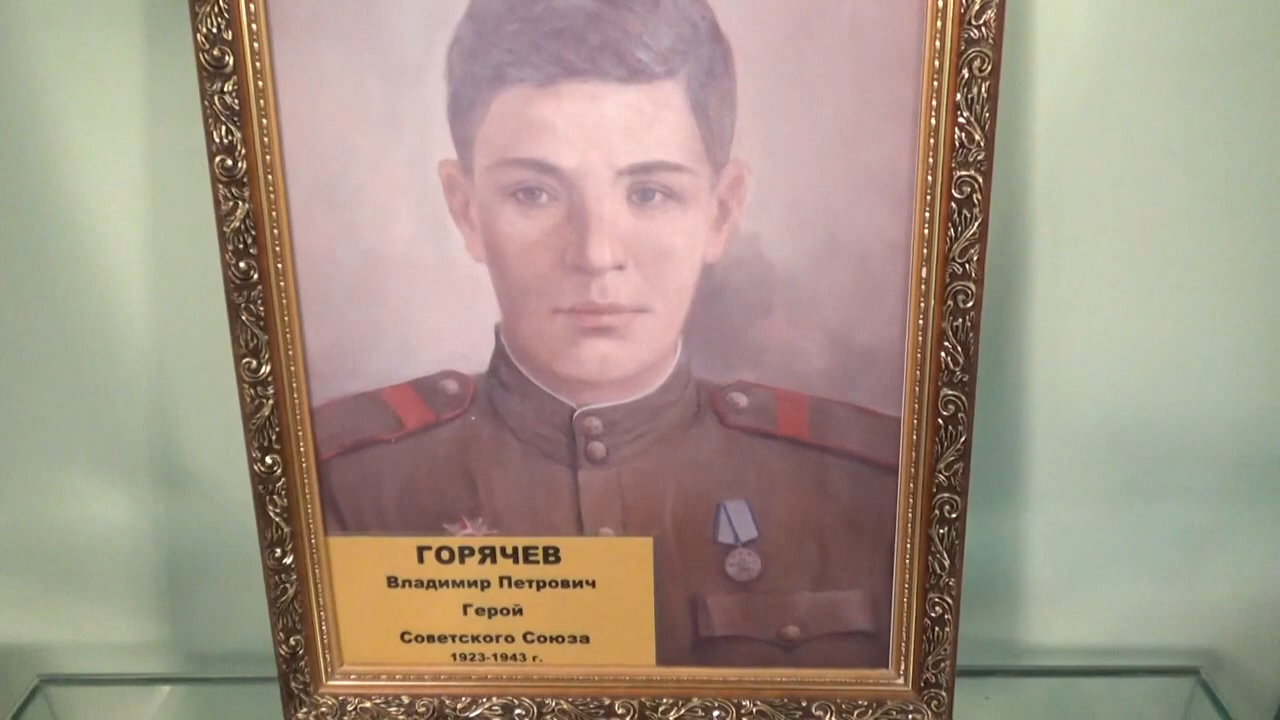 ГОРЯЧЕВ
Владимир Петрович
Герой
Советского Союза
1923-1943 г.